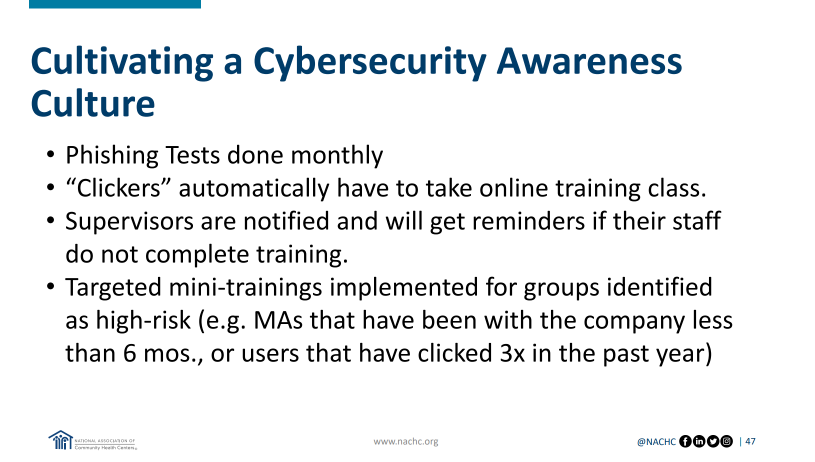 Cultivating a Cybersecurity Awareness
Culture
• Phishing Tests done monthly
• “Clickers” automatically have to take online training class.
• Supervisors are notified and will get reminders if their staff
do not complete training.
• Targeted mini-trainings implemented for groups identified
as high-risk (e.g. MAs that have been with the company less
than 6 mos., or users that have clicked 3x in the past year)
NATIONAL ASSOCIATION OF
Community Health Centers
www.nachc.org
@NACHC
| 47